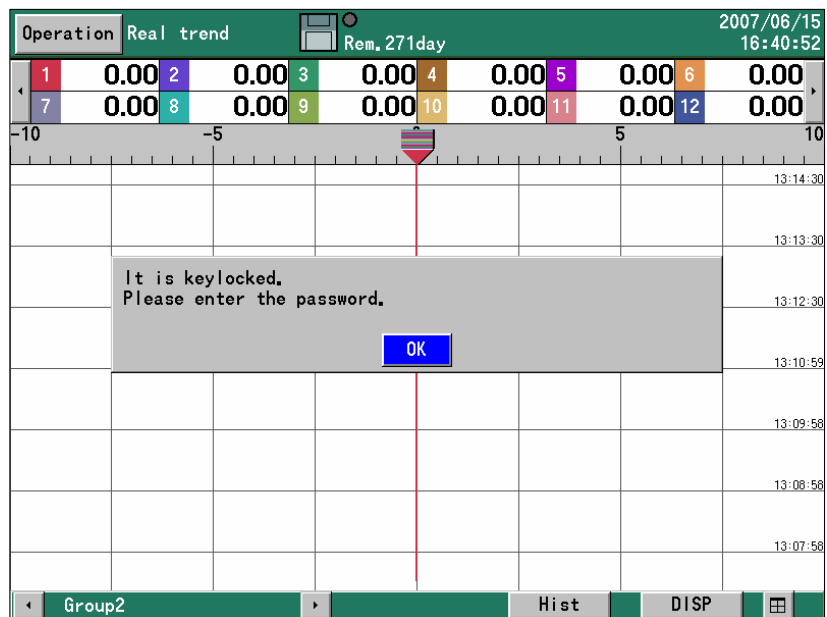 Operation Real trend Rem.271day 2007/06/15
16:40:52
1 0.00 2 0.00 3 0.00 4 0.00 5 0.00 6 0.00
7 0.00 8 0.00 9 0.00 10 0.00 11 0.00 12 0.00
-10 -5 5 10
13:14:30
13:13:30
It is keylocked.
Please enter the password.
13:12:30
OK
13:10:59
13:09:58
13:08:58
13:07:58
Group2 Hist DISP